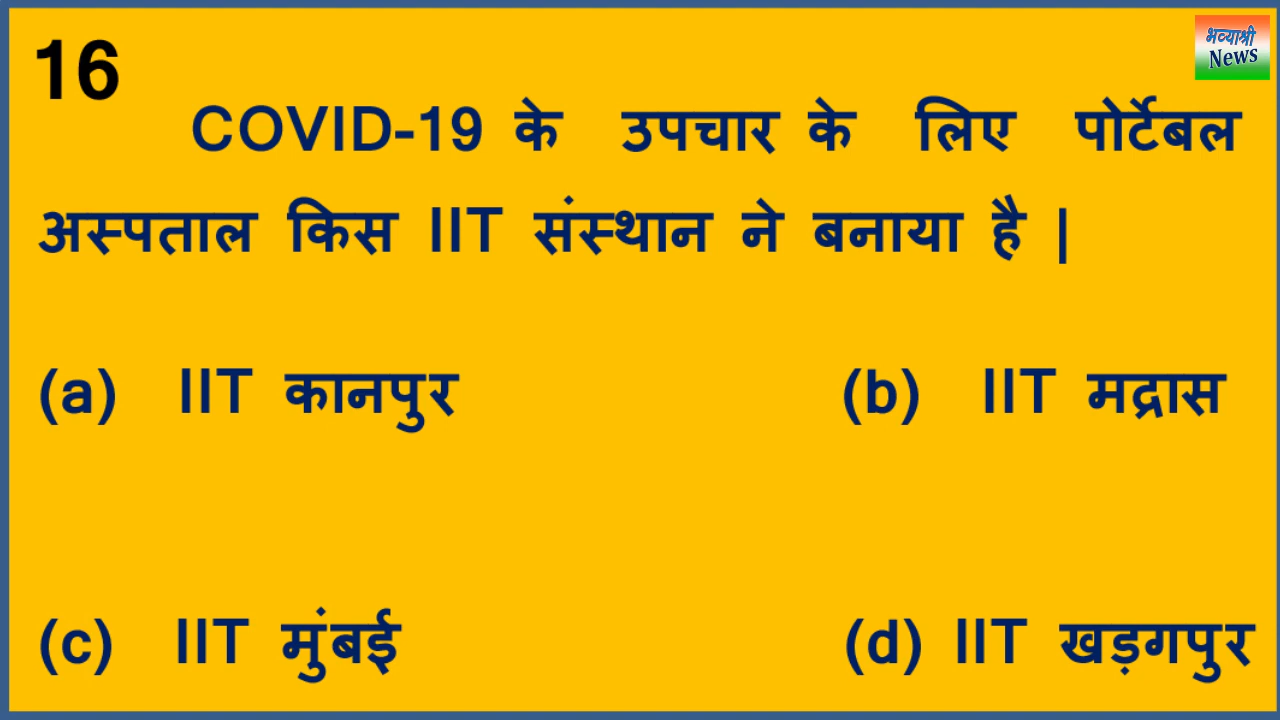 16
भव्याश्री
News
COVID-19 के उपचार के लिए पोर्टेबल
अस्पताल किस IIT संस्थान ने बनाया है |
(a) IIT कानपुर
(b) IIT मद्रास
(c) IIT मुंबई
(d) IIT खड़गपुर